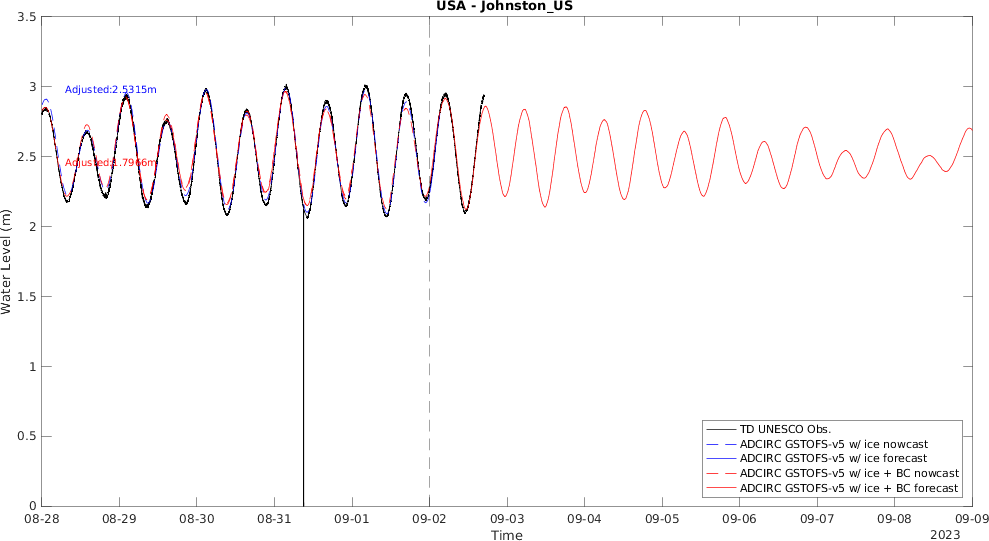 USA - Johnston_US
3.5
3
2.5
2
1.5
1
0.5
0
Water Level (m)
Adjusted:2.5315m
Adjusted:1.7966m
TD UNESCO Obs.
ADCIRC GSTOFS-v5 w/ ice nowcast
ADCIRC GSTOFS-v5 w/ ice forecast
ADCIRC GSTOFS-v5 w/ ice + BC nowcast
ADCIRC GSTOFS-v5 w/ ice + BC forecast
08-28 08-29 08-30 08-31 09-01 09-02 09-03 09-04 09-05 09-06 09-07 09-08 09-09
Time
2023